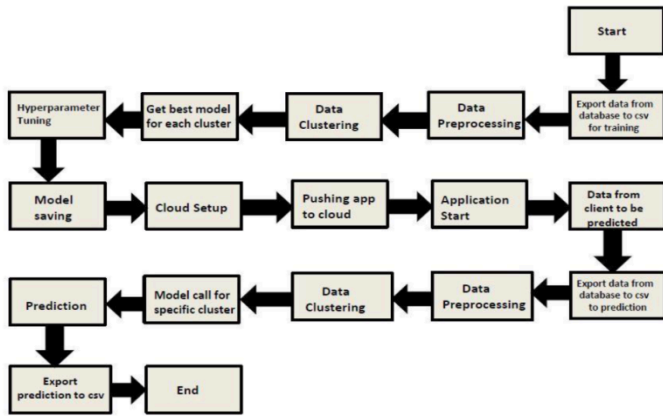 Start
Export data from
database to csv
for training
Data
Preprocessing
Data
Clustering
Get best model
for each cluster
Hyperparameter
Tuning
Model
saving
Cloud Setup
Pushing app
to cloud
Application
Start
Data from
client to be
predicted
Export data from
database to csv
to prediction
Data
Preprocessing
Data
Clustering
Model call for
specific cluster
Prediction
Export
prediction to csv
End